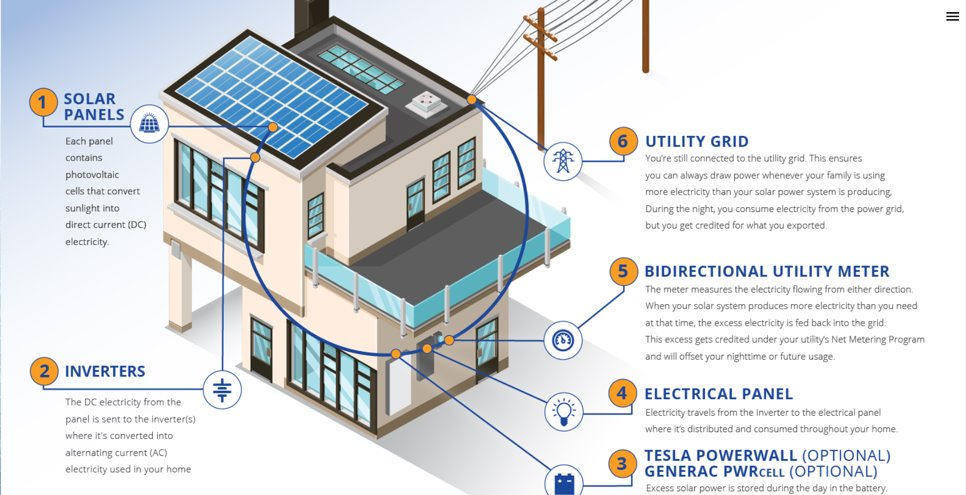 1 SOLAR
PANELS
Each panel
contains
photovoltaic
cells that convert
sunlight into
direct current (DC)
electricity.
2 INVERTERS
The DC electricity from the
panel is sent to the inverter(s)
where it's converted into
alternating current (AC)
electricity used in your home
6 UTILITY GRID
You're still connected to the utility grid. This ensures
you can always draw power whenever your family is using
more electricity than your solar power system is producing,
During the night, you consume electricity from the power grid,
but you get credited for what you exported.
5 BIDIRECTIONAL UTILITY METER
The meter measures the electricity flowing from either direction.
When your solar system produces more electricity than you need
at that time, the excess electricity is fed back into the grid.
This excess gets credited under your utility's Net Metering Program
and will offset your nighttime or future usage.
4 ELECTRICAL PANEL
Electricity travels from the Inverter to the electrical panel
where it's distributed and consumed throughout your home.
3 TESLA POWERWALL (OPTIONAL)
GENERAC PWRCELL (OPTIONAL)
Excess solar power is stored during the day in the battery.